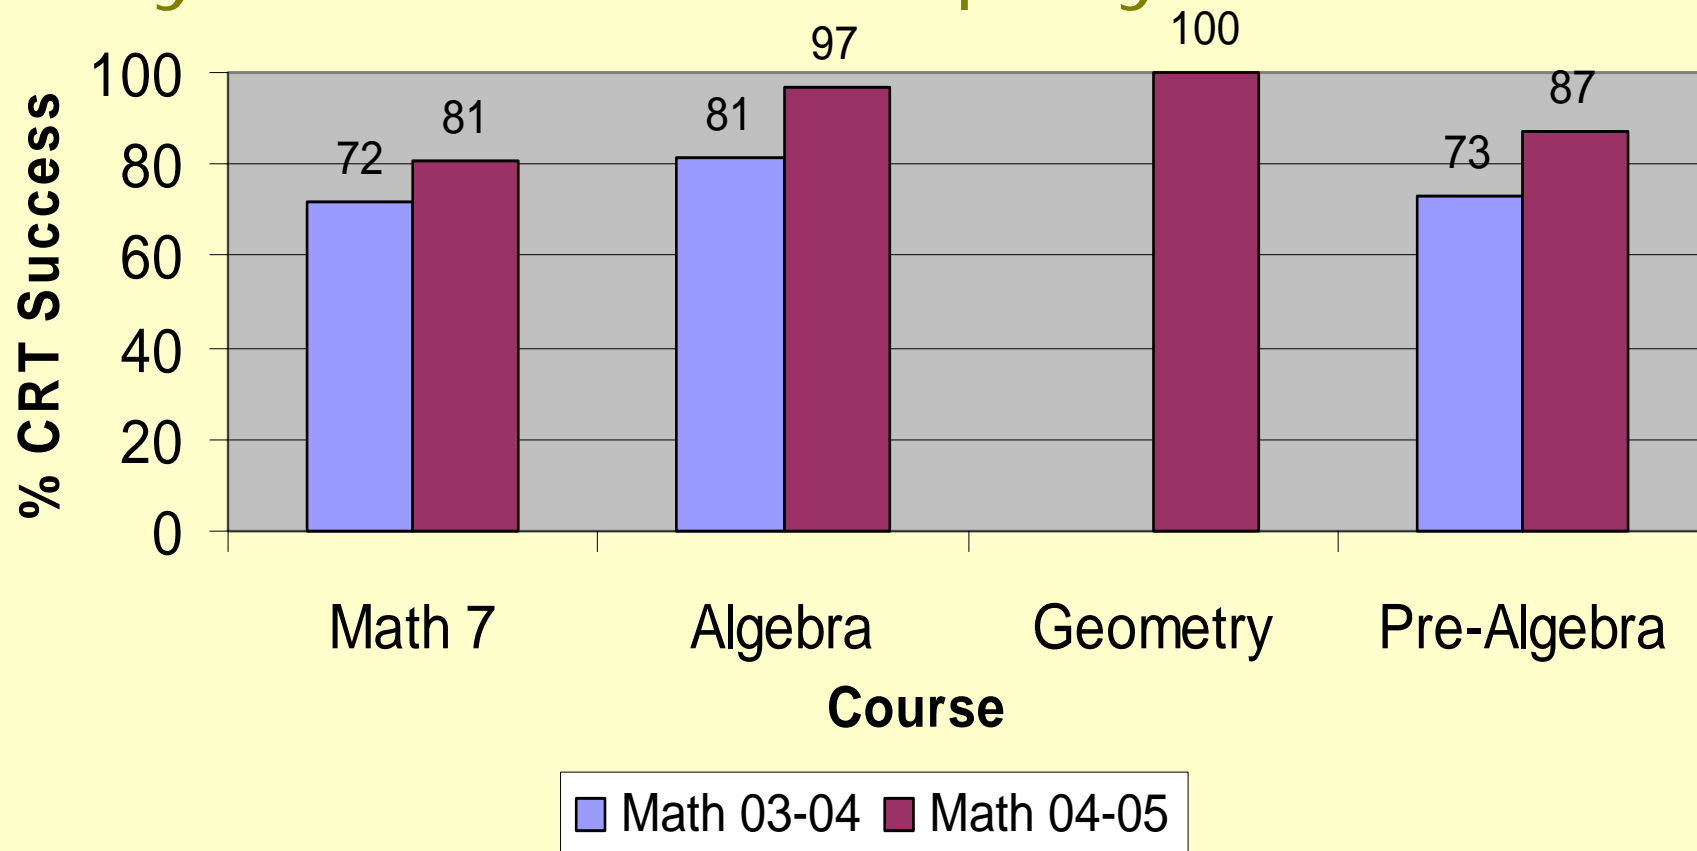 97
100
100
81
81
87
72
73
80
60
40
20
0
% CRT Success
Math 7
Algebra
Geometry
Pre-Algebra
Course
Math 03-04
Math 04-05